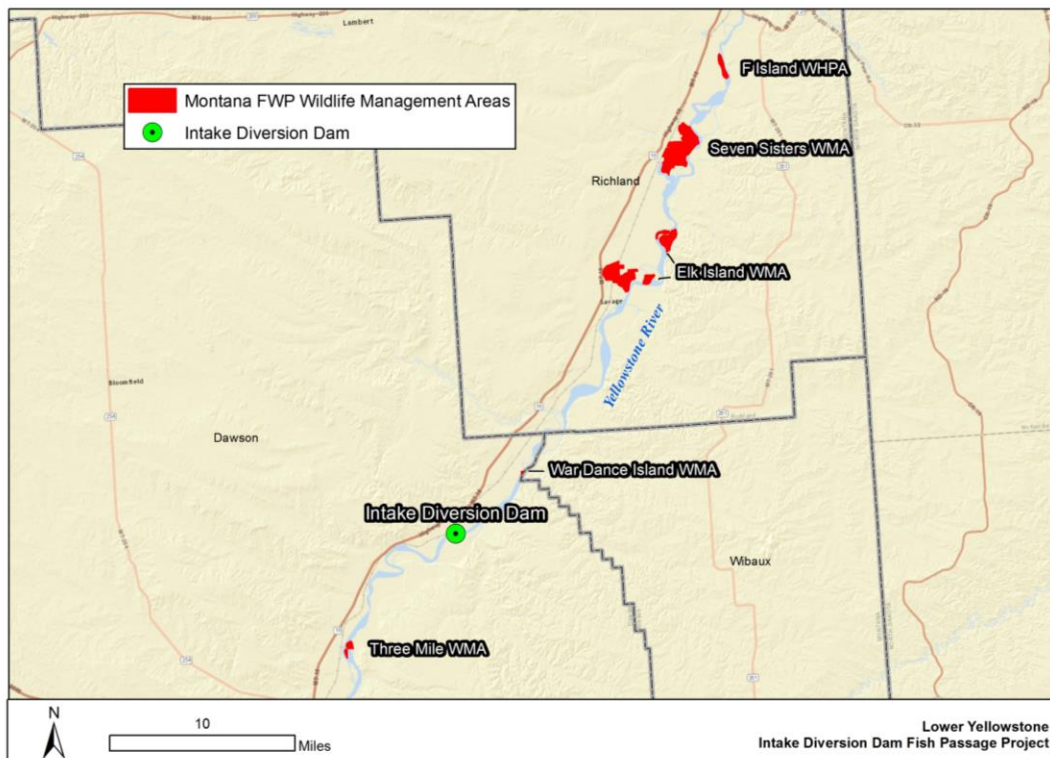 Lambert
F Island WHPA
Montana FWP Wildlife Management Areas
Intake Diversion Dam
Seven Sisters WMA
Richland
Elk Island WMA
Savage
Yellowstone River
Bloomfield
Dawson
War Dance Island WMA
Intake Diversion Dam
Wibaux
Three Mile WMA
N
10
Miles
Lower Yellowstone
Intake Diversion Dam Fish Passage Project